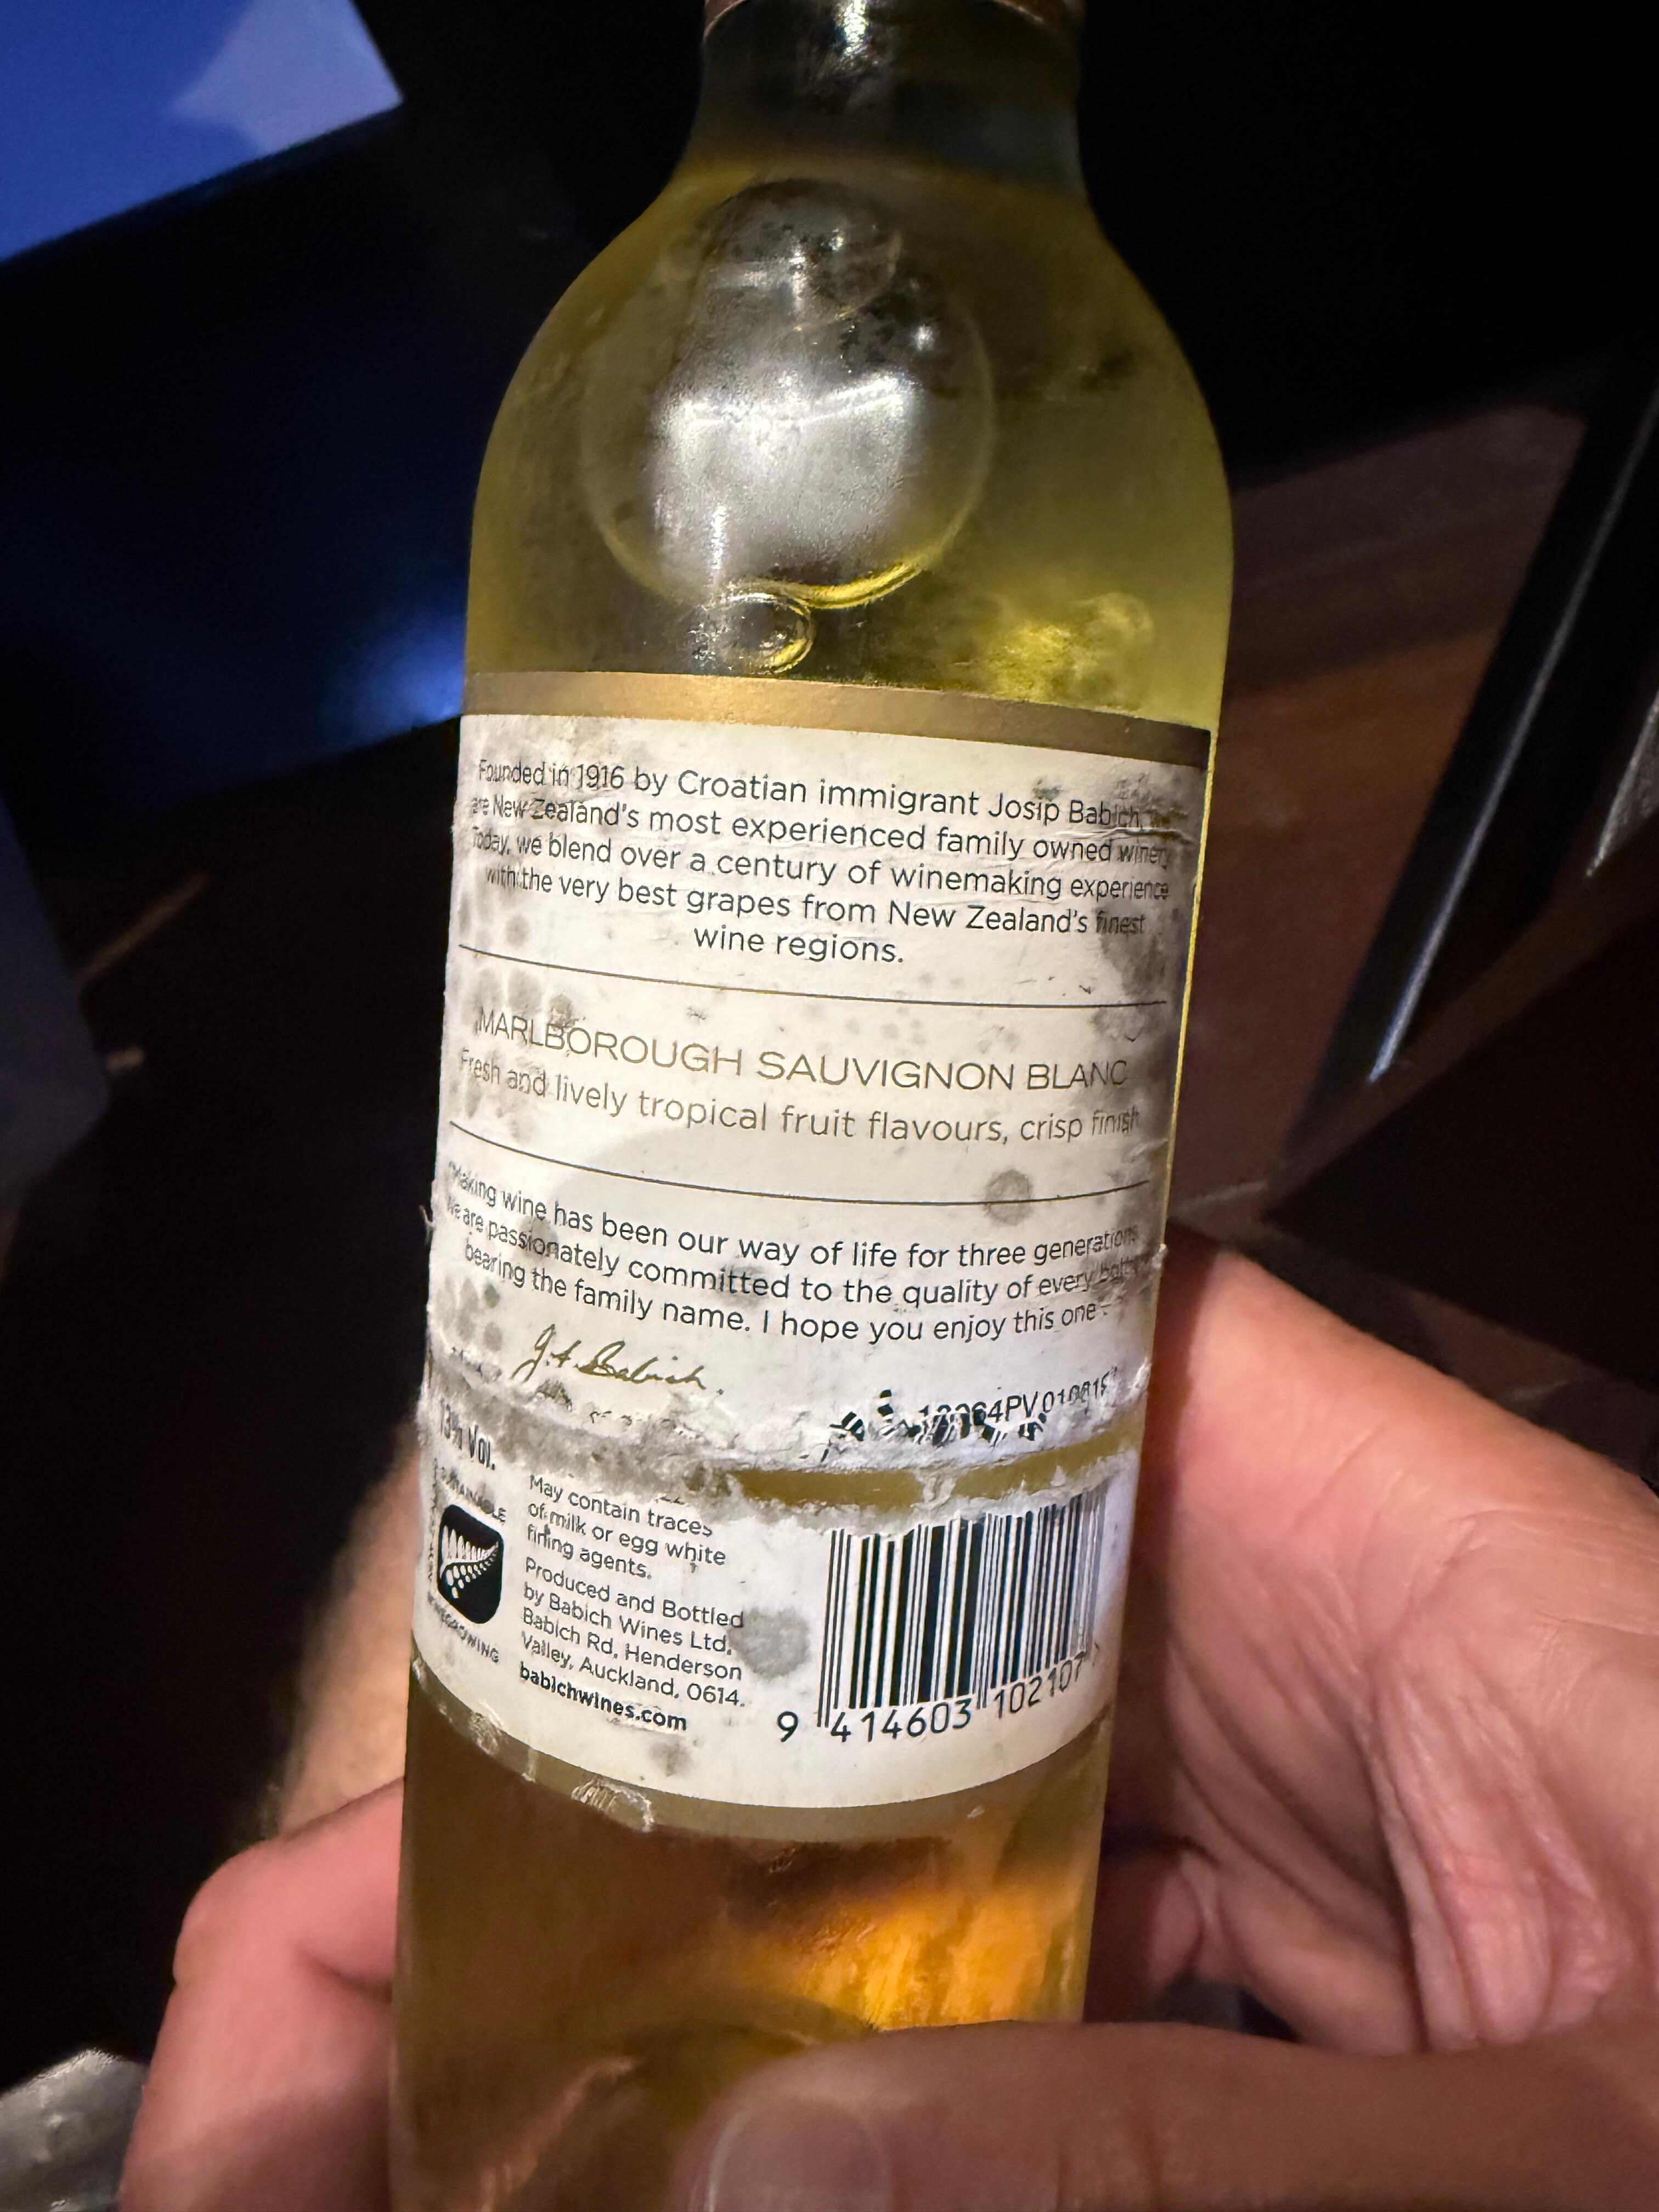 Founded in 1916 by Croatian immigrant Josip Babich,
are New Zealand's most experienced family owned winery
Today, we blend over a century of winemaking experience
with the very best grapes from New Zealand's finest
wine regions.
MARLBOROUGH SAUVIGNON BLANC
Fresh and lively tropical fruit flavours, crisp finish
Making wine has been our way of life for three generations
We are passionately committed to the quality of every
bearing the family name. I hope you enjoy this one
J.A. Babich.
13% Vol.
SUSTAINABLE
WINEGROWING
May contain traces
of milk or egg white
fining agents.
Produced and Bottled
by Babich Wines Ltd.
Babich Rd, Henderson
Valley, Auckland, 0614.
babichwines.com
9 414603 102107